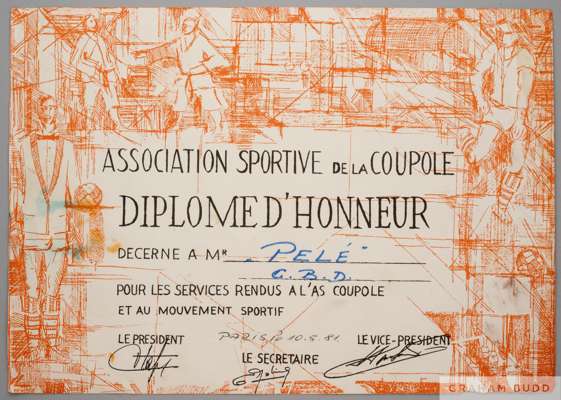 ASSOCIATION SPORTIVE DE LA COUPOLE
DIPLOME D'HONNEUR
DECERNE A MR "PELÉ"
C.B.D.
POUR LES SERVICES RENDUS A L'AS COUPOLE
ET AU MOUVEMENT SPORTIF
LE PRESIDENT PARIS, 10.5.81. LE VICE-PRESIDENT
LE SECRETAIRE
GRAHAM BUDD